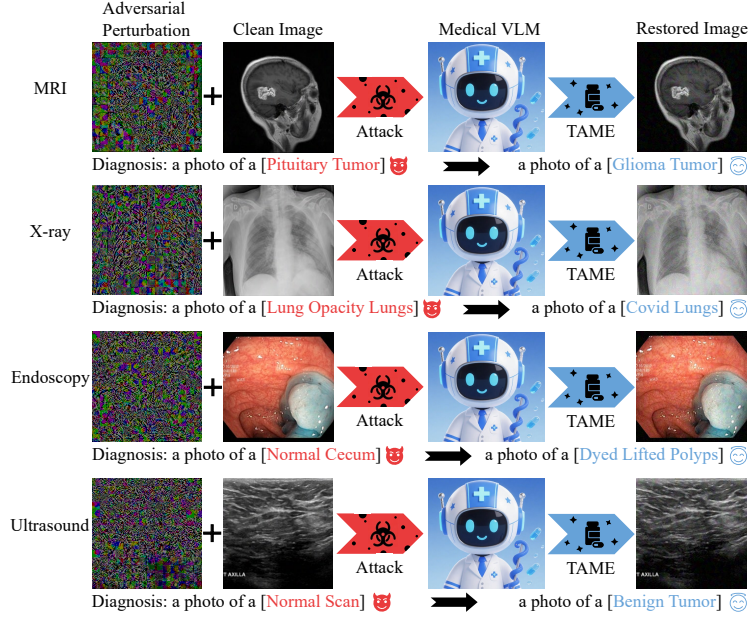 Adversarial
Perturbation
Clean Image
Medical VLM
Restored Image
MRI
Attack
TAME
Diagnosis: a photo of a [Pituitary Tumor]
a photo of a [Glioma Tumor]
X-ray
D
Attack
TAME
Diagnosis: a photo of a [Lung Opacity Lungs]
a photo of a [Covid Lungs]
Endoscopy
Attack
TAME
Diagnosis: a photo of a [Normal Cecum]
a photo of a [Dyed Lifted Polyps]
Ultrasound
T AXILLA
Attack
TAME
T AXILLA
Diagnosis: a photo of a [Normal Scan]
a photo of a [Benign Tumor]